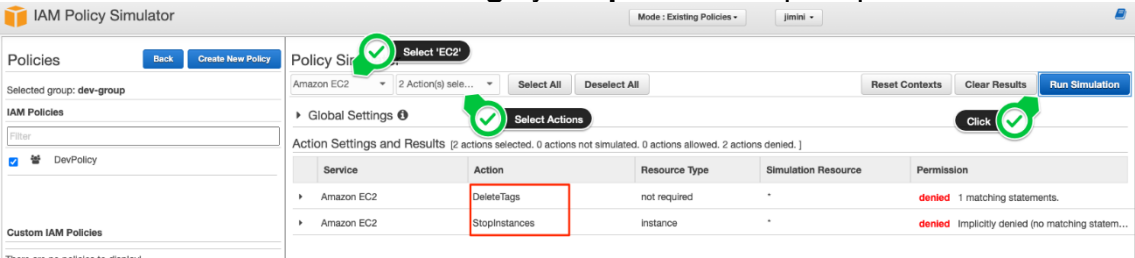 IAM Policy Simulator
Mode : Existing Policies
jimini
Policies
Back
Create New Policy
Selected group: dev-group
IAM Policies
Filter
DevPolicy
Custom IAM Policies
Select 'EC2'
Amazon EC2
2 Action(s) sele...
Select All
Deselect All
Reset Contexts
Clear Results
Run Simulation
Global Settings
Select Actions
Click
Action Settings and Results [2 actions selected. 0 actions not simulated. 0 actions allowed. 2 actions denied. ]
Service Action Resource Type Simulation Resource Permission
Amazon EC2 DeleteTags not required * denied 1 matching statements.
Amazon EC2 StopInstances instance * denied Implicitly denied (no matching statem...